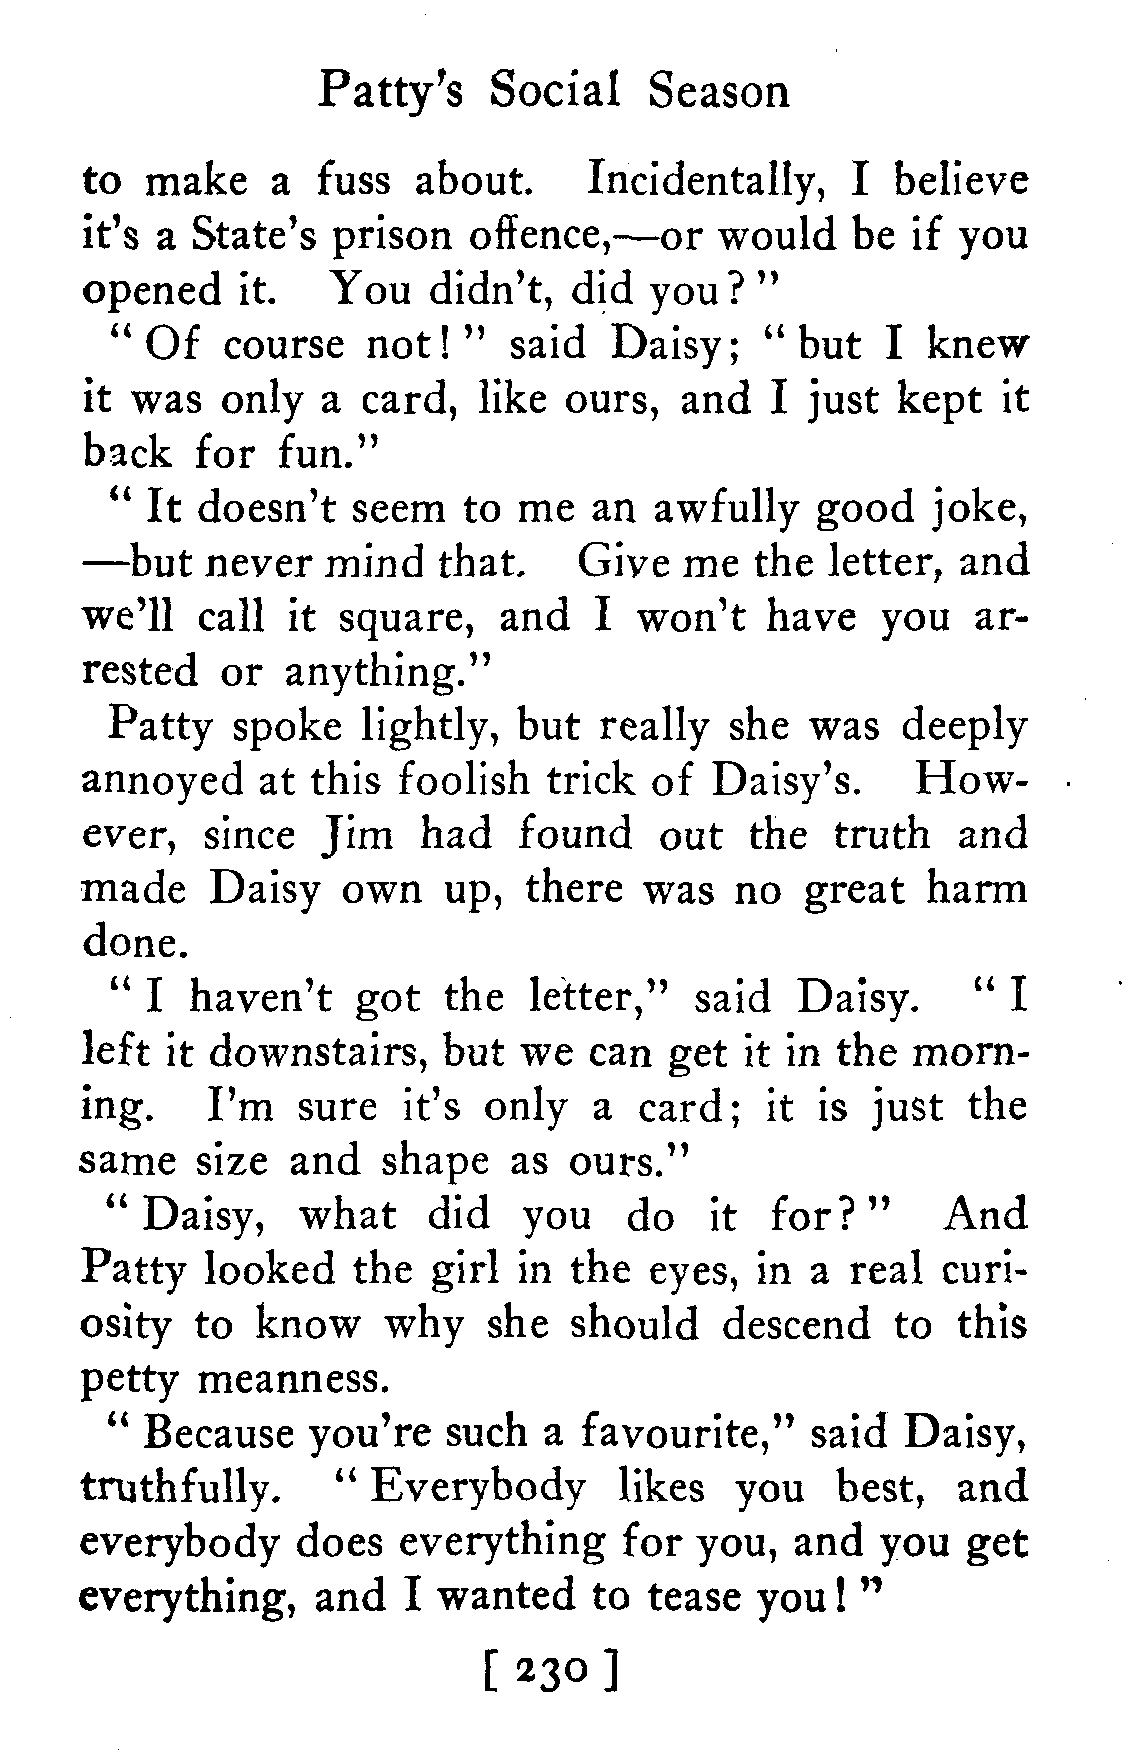 Patty's Social Season
to make a fuss about. Incidentally, I believe
it's a State's prison offence,—or would be if you
opened it. You didn't, did you? "
" Of course not! " said Daisy; " but I knew
it was only a card, like ours, and I just kept it
back for fun."
" It doesn't seem to me an awfully good joke,
—but never mind that. Give me the letter, and
we'll call it square, and I won't have you ar-
rested or anything."
Patty spoke lightly, but really she was deeply
annoyed at this foolish trick of Daisy's. How-
ever, since Jim had found out the truth and
made Daisy own up, there was no great harm
done.
" I haven't got the letter," said Daisy. " I
left it downstairs, but we can get it in the morn-
ing. I'm sure it's only a card; it is just the
same size and shape as ours."
" Daisy, what did you do it for? " And
Patty looked the girl in the eyes, in a real curi-
osity to know why she should descend to this
petty meanness.
" Because you're such a favourite," said Daisy,
truthfully. " Everybody likes you best, and
everybody does everything for you, and you get
everything, and I wanted to tease you! "
[ 230 ]